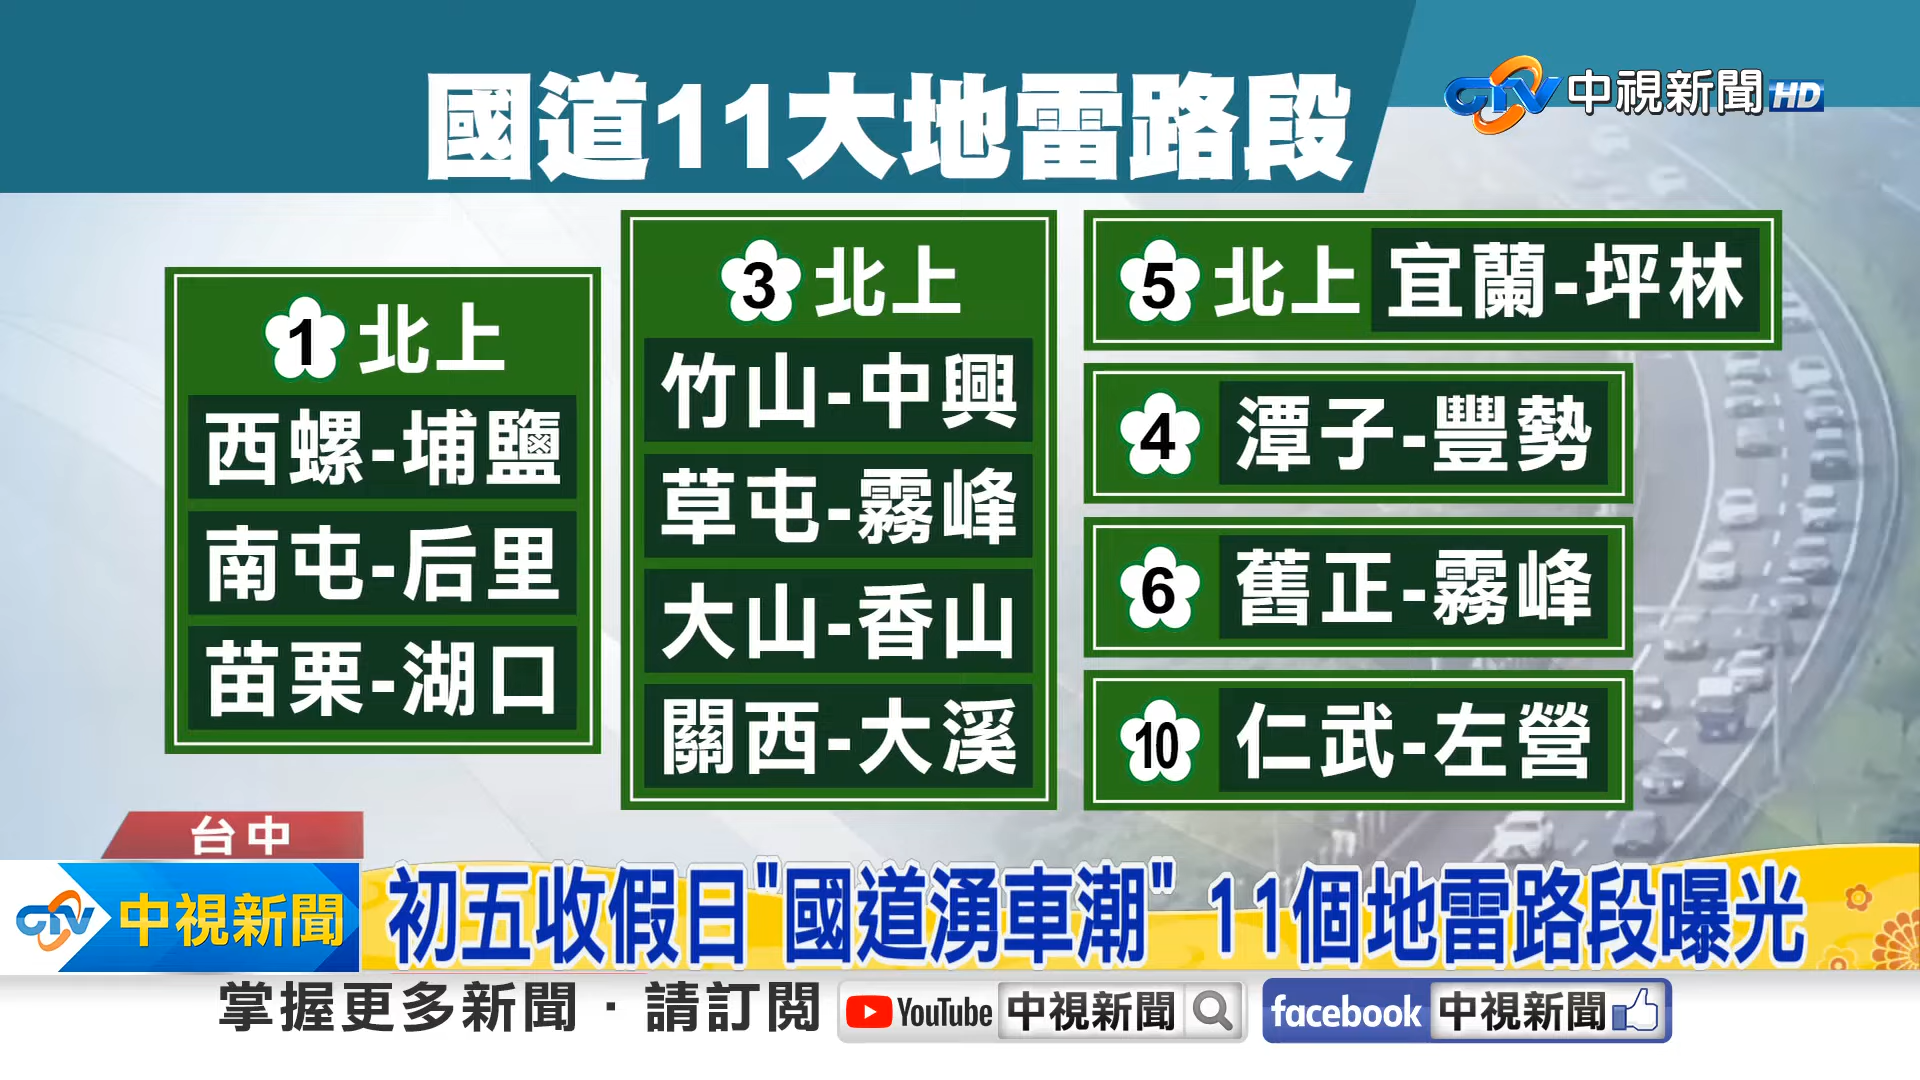 國道11大地雷路段
CTV中視新聞HD
1 北上
西螺-埔鹽
南屯-后里
苗栗-湖口
3 北上
竹山-中興
草屯-霧峰
大山-香山
關西-大溪
5 北上 宜蘭-坪林
4 潭子-豐勢
6 舊正-霧峰
10 仁武-左營
台中
CTV 中視新聞
初五收假日"國道湧車潮" 11個地雷路段曝光
掌握更多新聞・請訂閱 YouTube 中視新聞 facebook 中視新聞